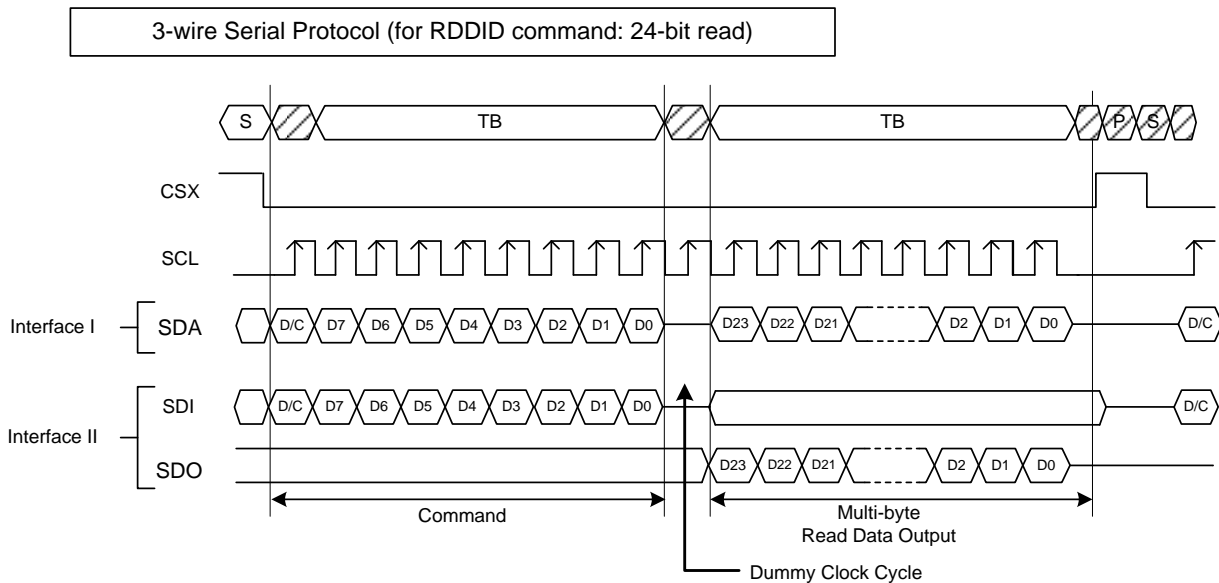 3-wire Serial Protocol (for RDDID command: 24-bit read)
S TB TB P S
CSX
SCL
Interface I SDA D/C D7 D6 D5 D4 D3 D2 D1 D0 D23 D22 D21 D2 D1 D0 D/C
SDI D/C D7 D6 D5 D4 D3 D2 D1 D0 D/C
Interface II
SDO D23 D22 D21 D2 D1 D0
Command Multi-byte
Read Data Output
Dummy Clock Cycle